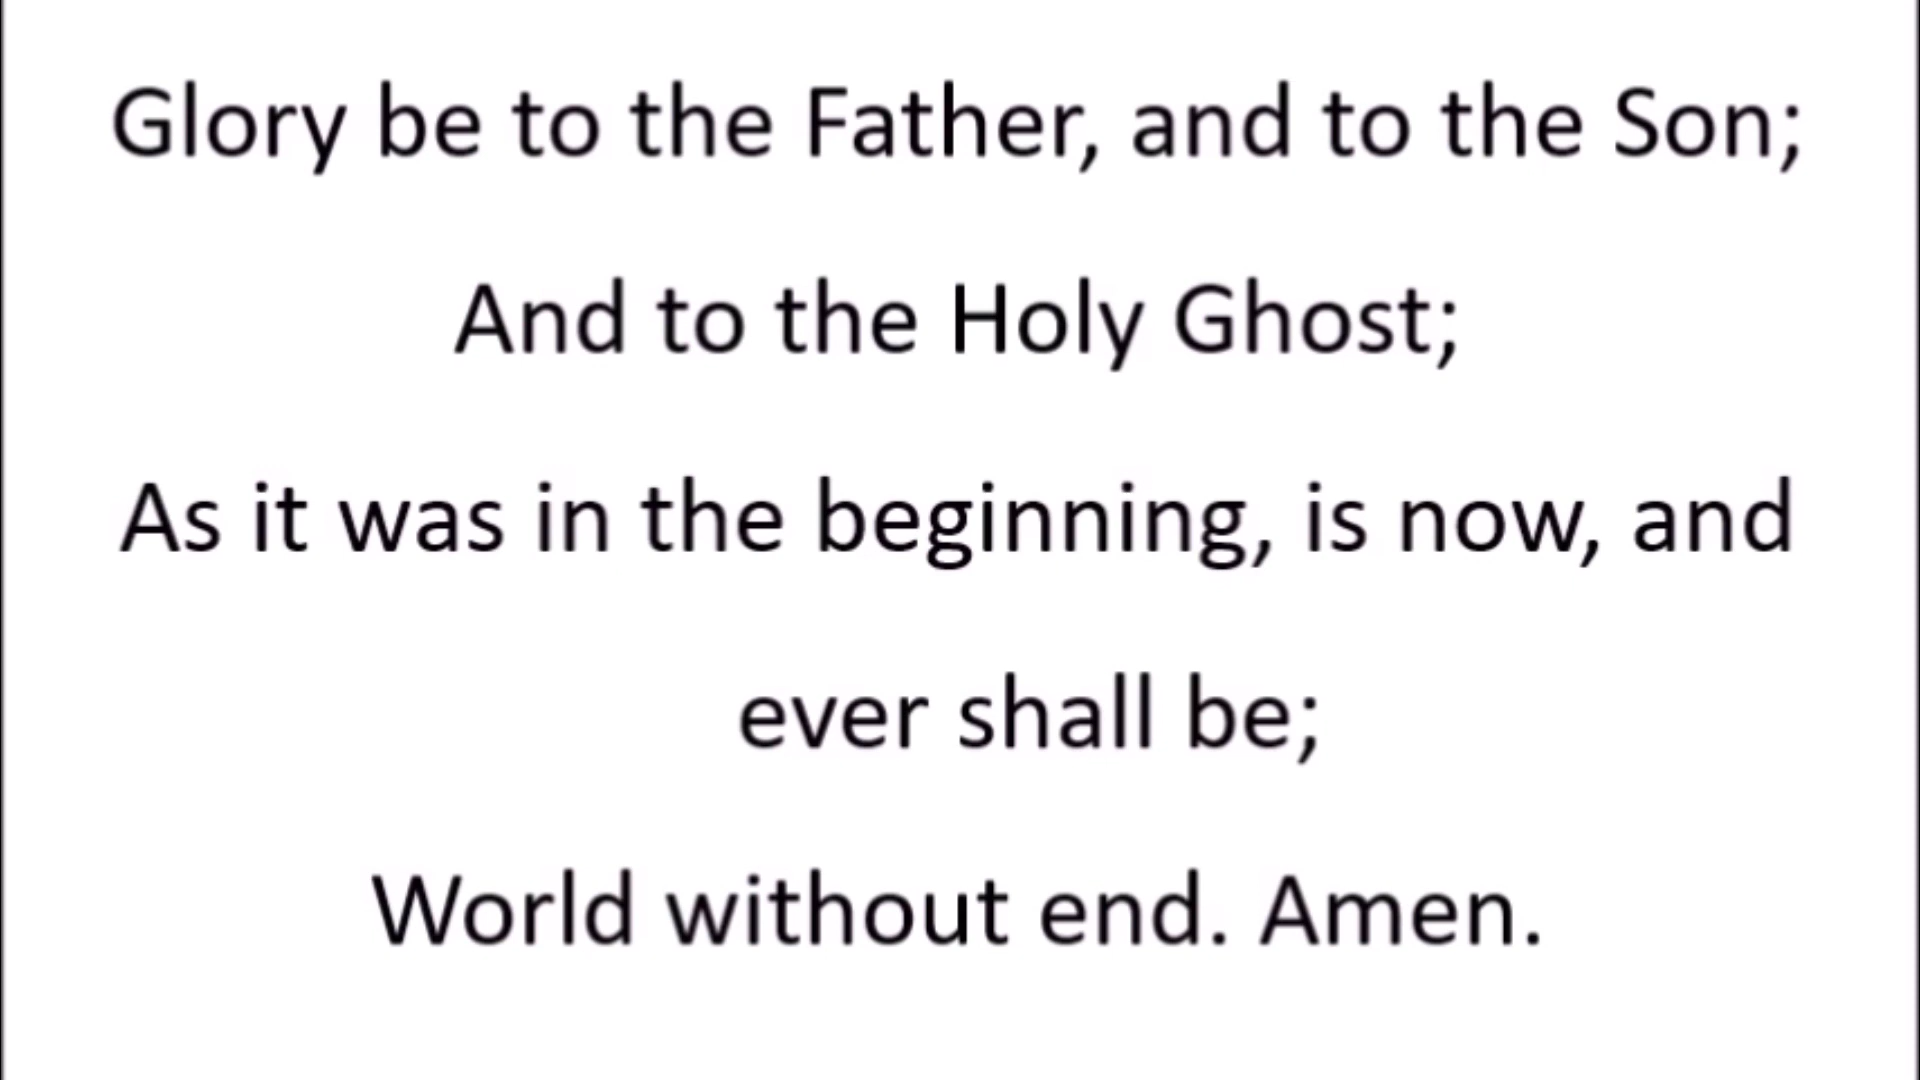 Glory be to the Father, and to the Son;
And to the Holy Ghost;
As it was in the beginning, is now, and
ever shall be;
World without end. Amen.